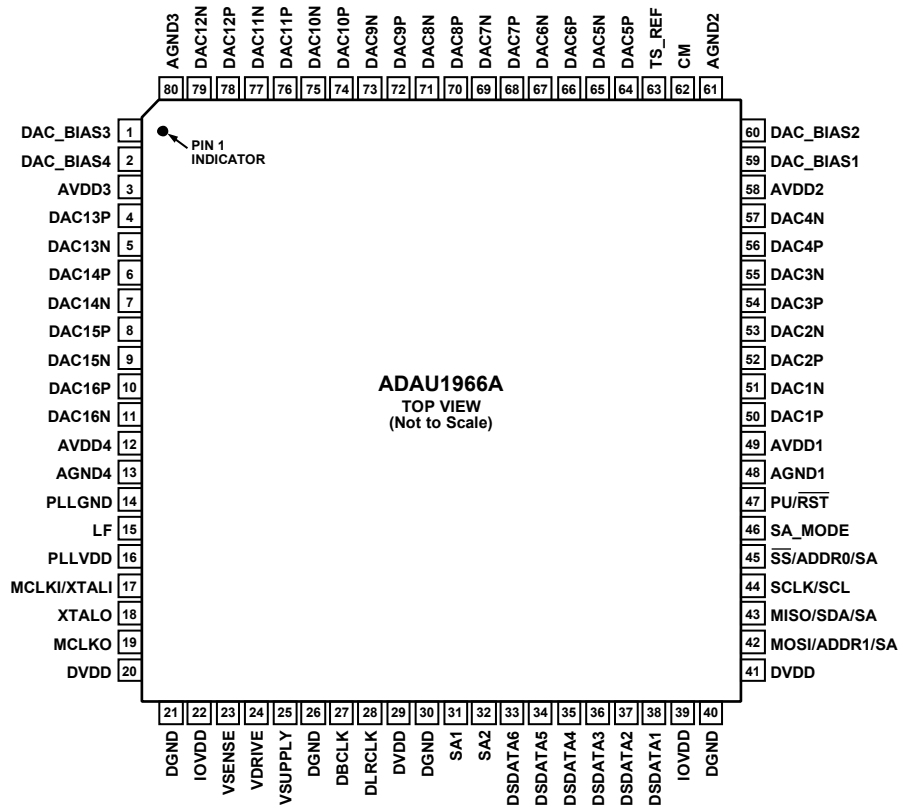 AGND3
DAC12N
DAC12P
DAC11N
DAC11P
DAC10N
DAC10P
DAC9N
DAC9P
DAC8N
DAC8P
DAC7N
DAC7P
DAC6N
DAC6P
DAC5N
DAC5P
TS_REF
CM
AGND2
80 79 78 77 76 75 74 73 72 71 70 69 68 67 66 65 64 63 62 61
DAC_BIAS3 1
DAC_BIAS4 2
AVDD3 3
DAC13P 4
DAC13N 5
DAC14P 6
DAC14N 7
DAC15P 8
DAC15N 9
DAC16P 10
DAC16N 11
AVDD4 12
AGND4 13
PLLGND 14
LF 15
PLLVDD 16
MCLKI/XTALI 17
XTALO 18
MCLKO 19
DVDD 20
PIN 1
INDICATOR
ADAU1966A
TOP VIEW
(Not to Scale)
60 DAC_BIAS2
59 DAC_BIAS1
58 AVDD2
57 DAC4N
56 DAC4P
55 DAC3N
54 DAC3P
53 DAC2N
52 DAC2P
51 DAC1N
50 DAC1P
49 AVDD1
48 AGND1
47 PU/RST
46 SA_MODE
45 SS/ADDR0/SA
44 SCLK/SCL
43 MISO/SDA/SA
42 MOSI/ADDR1/SA
41 DVDD
21 22 23 24 25 26 27 28 29 30 31 32 33 34 35 36 37 38 39 40
DGND
IOVDD
VSENSE
VDRIVE
VSUPPLY
DGND
DBCLK
DLRCLK
DVDD
DGND
SA1
SA2
DSDATA6
DSDATA5
DSDATA4
DSDATA3
DSDATA2
DSDATA1
IOVDD
DGND